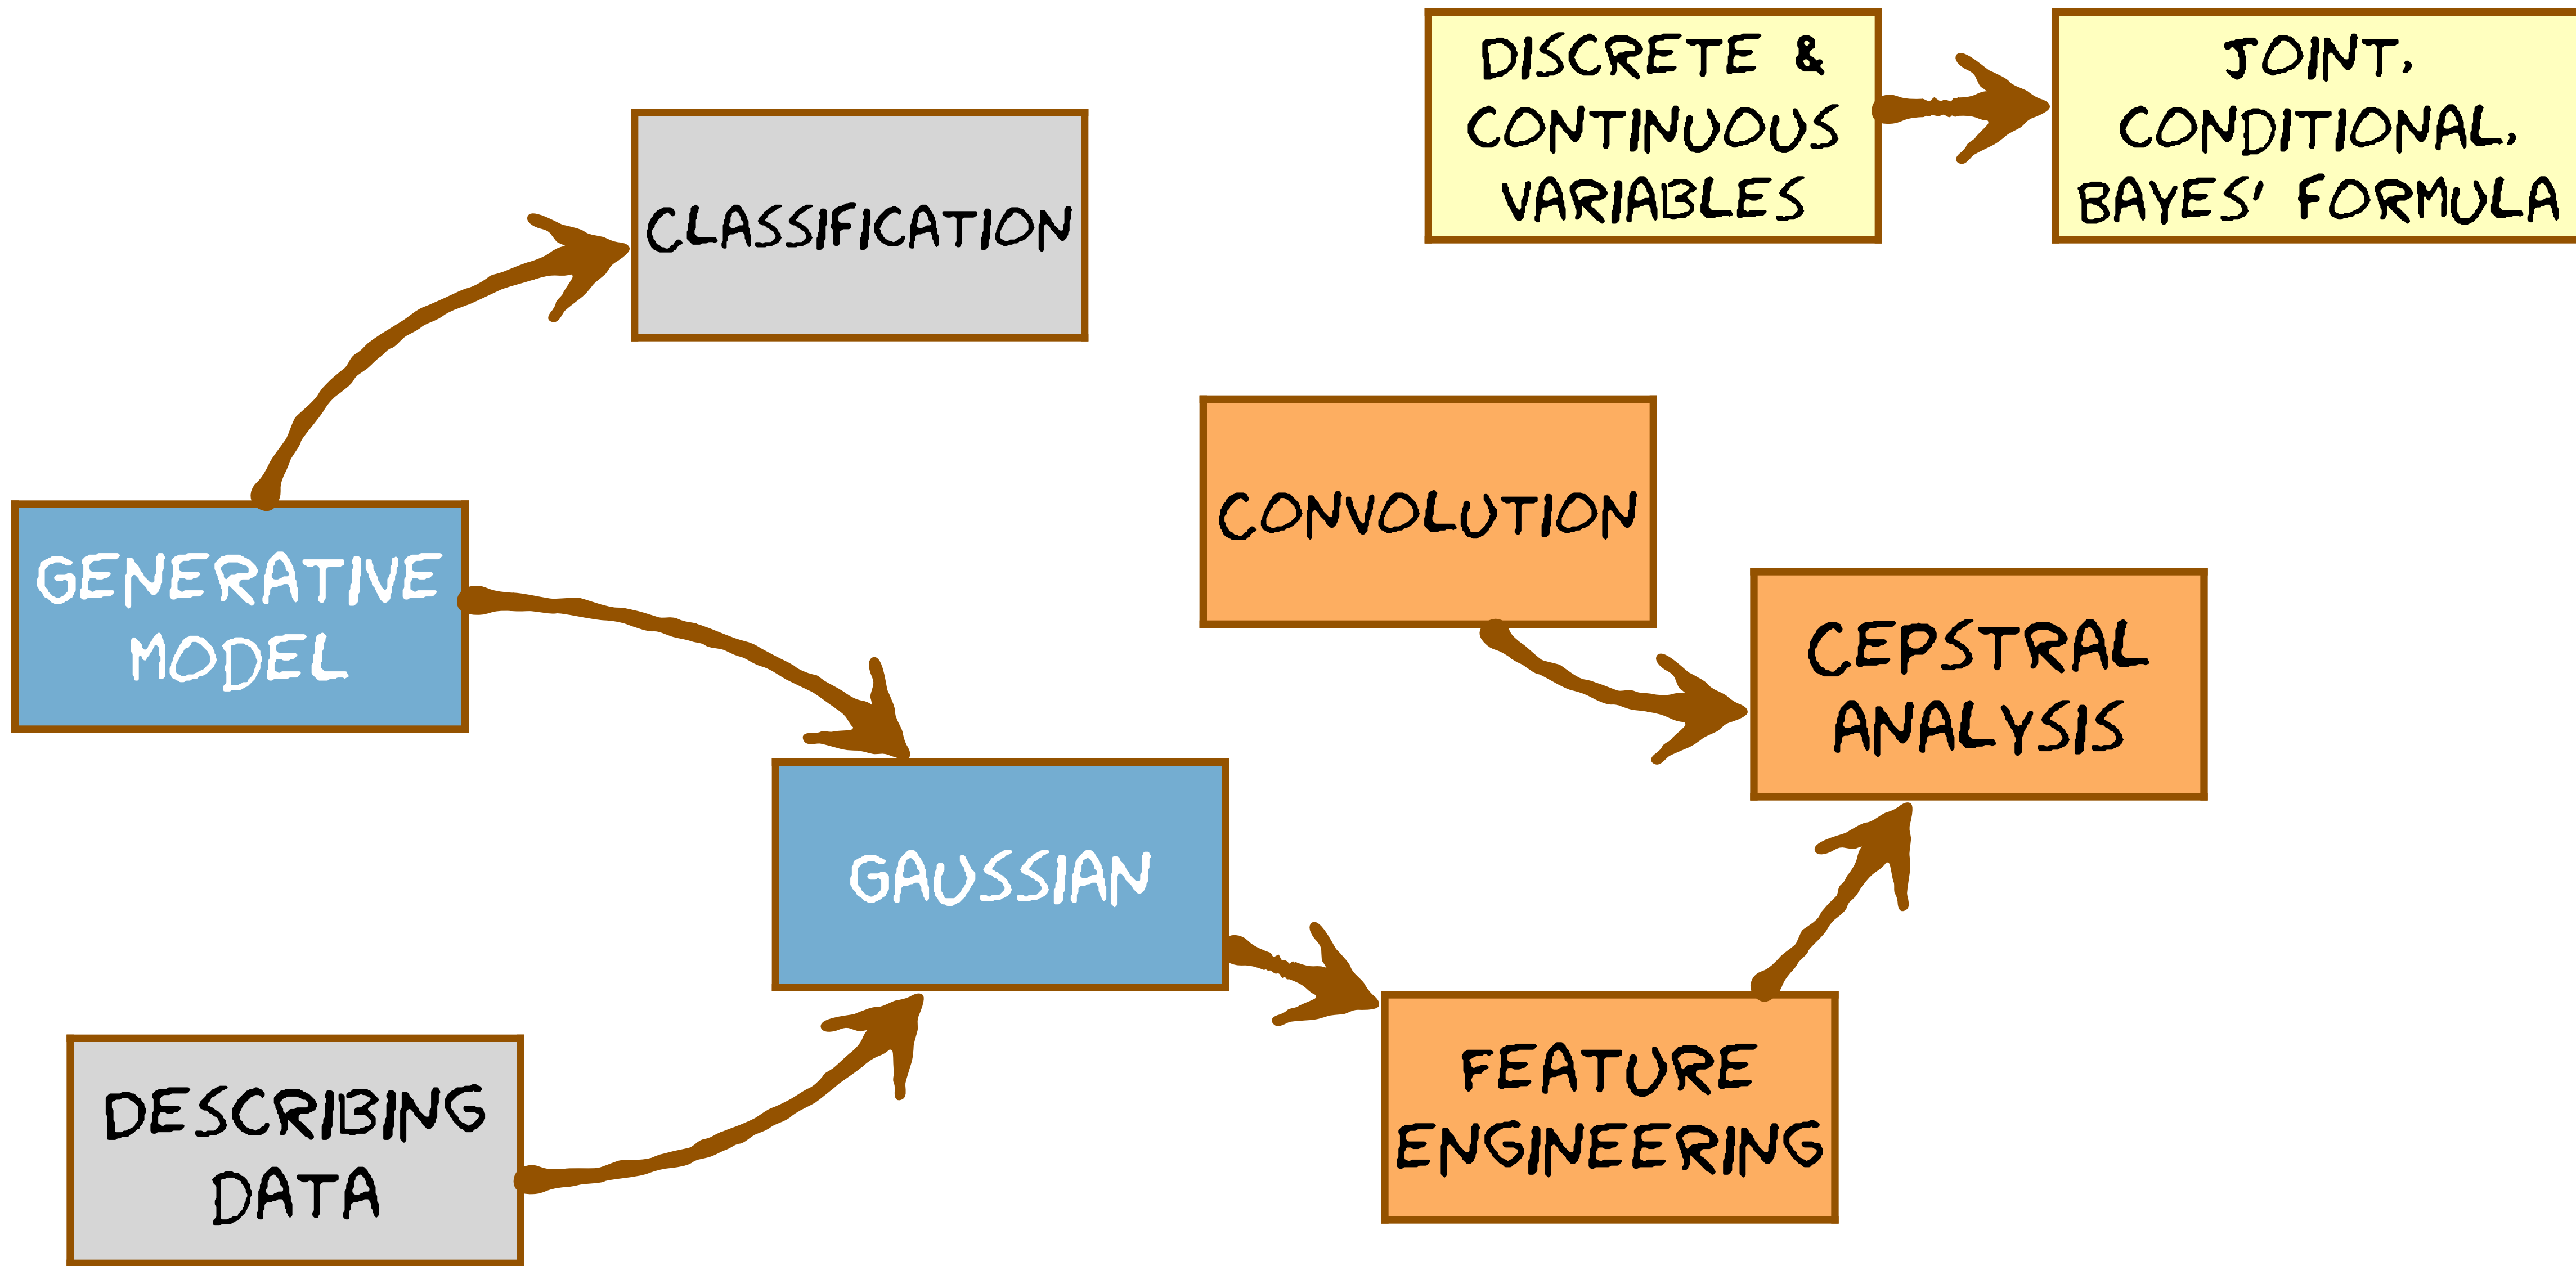 DISCRETE &
CONTINUOUS
VARIABLES
JOINT,
CONDITIONAL,
BAYES' FORMULA
CLASSIFICATION
CONVOLUTION
GENERATIVE
MODEL
CEPSTRAL
ANALYSIS
GAUSSIAN
FEATURE
ENGINEERING
DESCRIBING
DATA